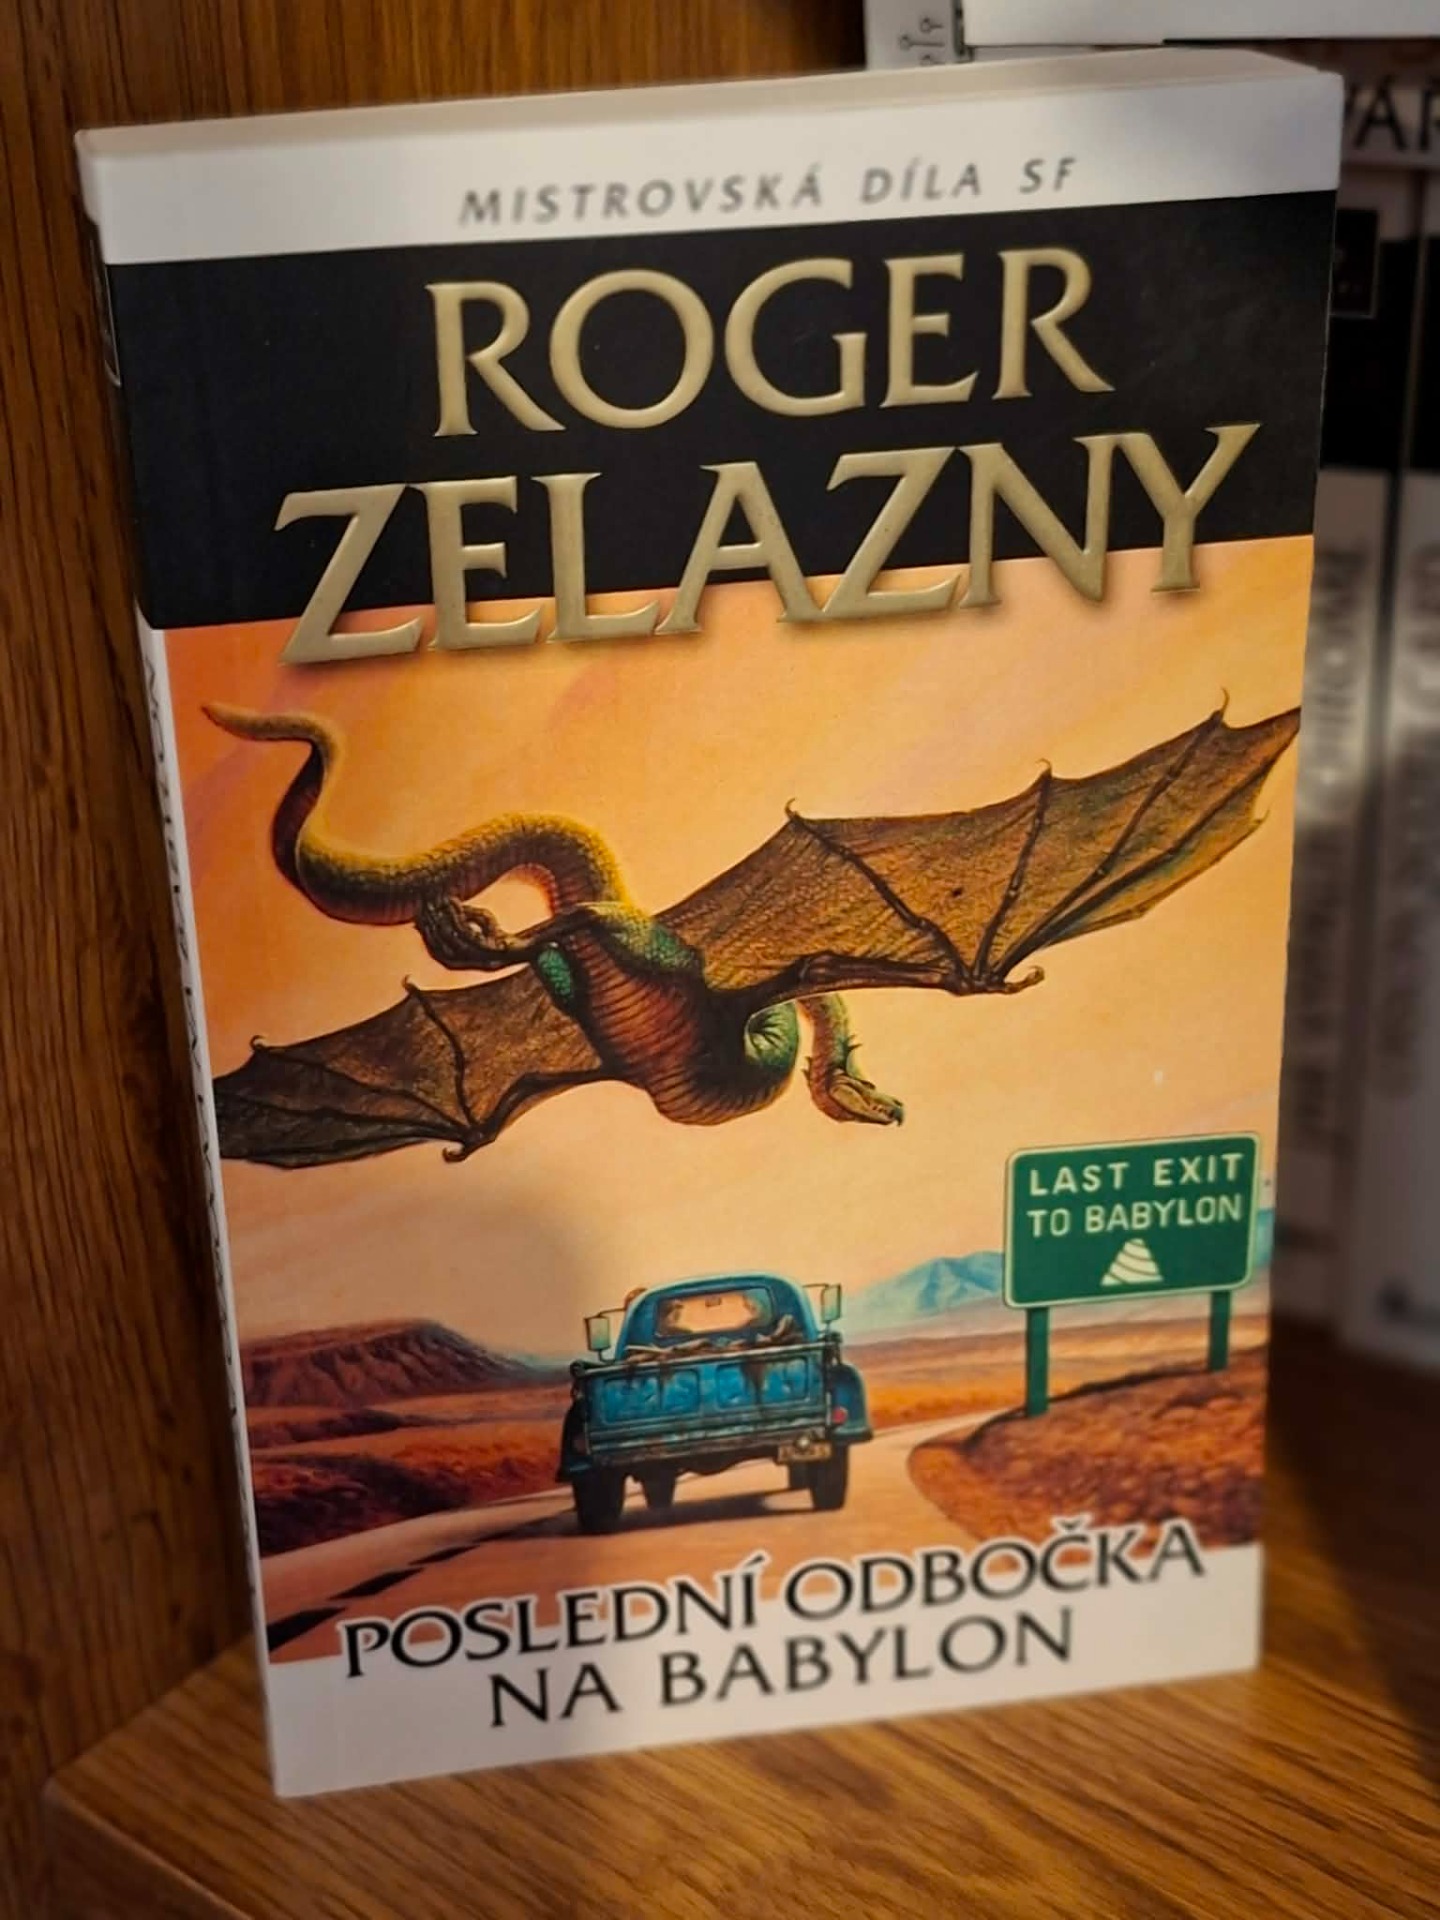 MISTROVSKÁ DÍLA SF
ROGER
ZELAZNY
LAST EXIT
TO BABYLON
POSLEDNÍ ODBOČKA
NA BABYLON